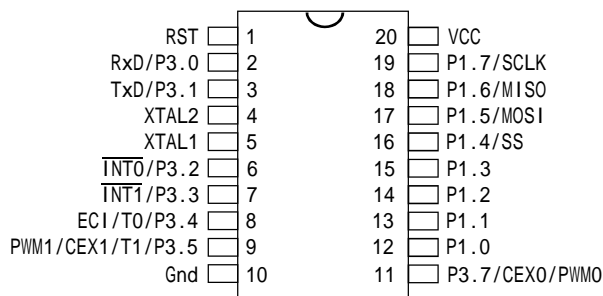 RST 1 20 VCC
RxD/P3.0 2 19 P1.7/SCLK
TxD/P3.1 3 18 P1.6/MISO
XTAL2 4 17 P1.5/MOSI
XTAL1 5 16 P1.4/SS
INT0/P3.2 6 15 P1.3
INT1/P3.3 7 14 P1.2
ECI/T0/P3.4 8 13 P1.1
PWM1/CEX1/T1/P3.5 9 12 P1.0
Gnd 10 11 P3.7/CEX0/PWM0